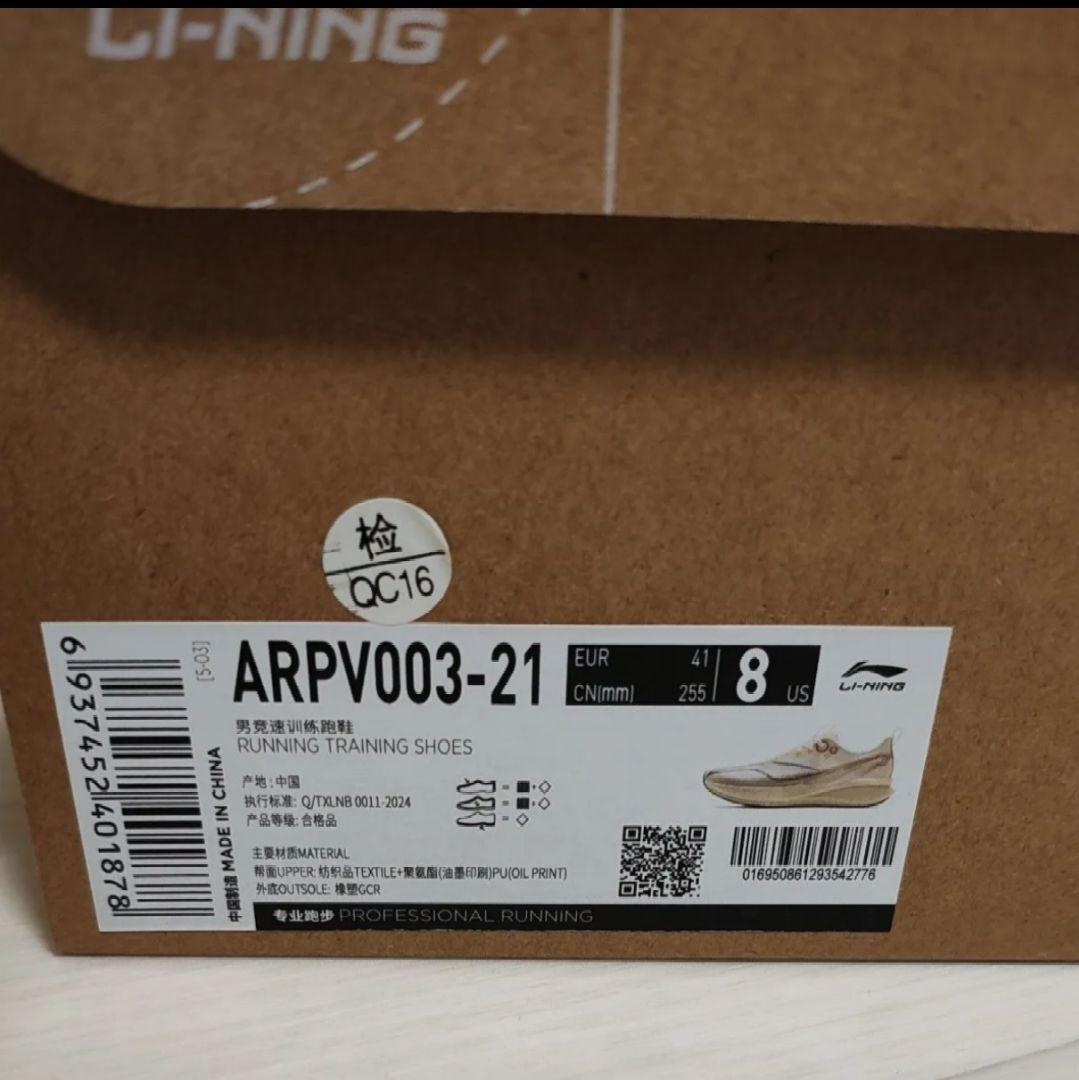 LI-NING
检
QC16
6 937452 401878
[5-03]
中国制造 MADE IN CHINA
ARPV003-21
EUR 41
CN(mm) 255
8 US
LI-NING
男竞速训练跑鞋
RUNNING TRAINING SHOES
产地: 中国
执行标准: Q/TXLNB 0011-2024
产品等级: 合格品
主要材质MATERIAL
帮面UPPER: 纺织品TEXTILE+聚氨酯(油墨印刷)PU(OIL PRINT)
外底OUTSOLE: 橡塑GCR
016950861293542776
专业跑步 PROFESSIONAL RUNNING